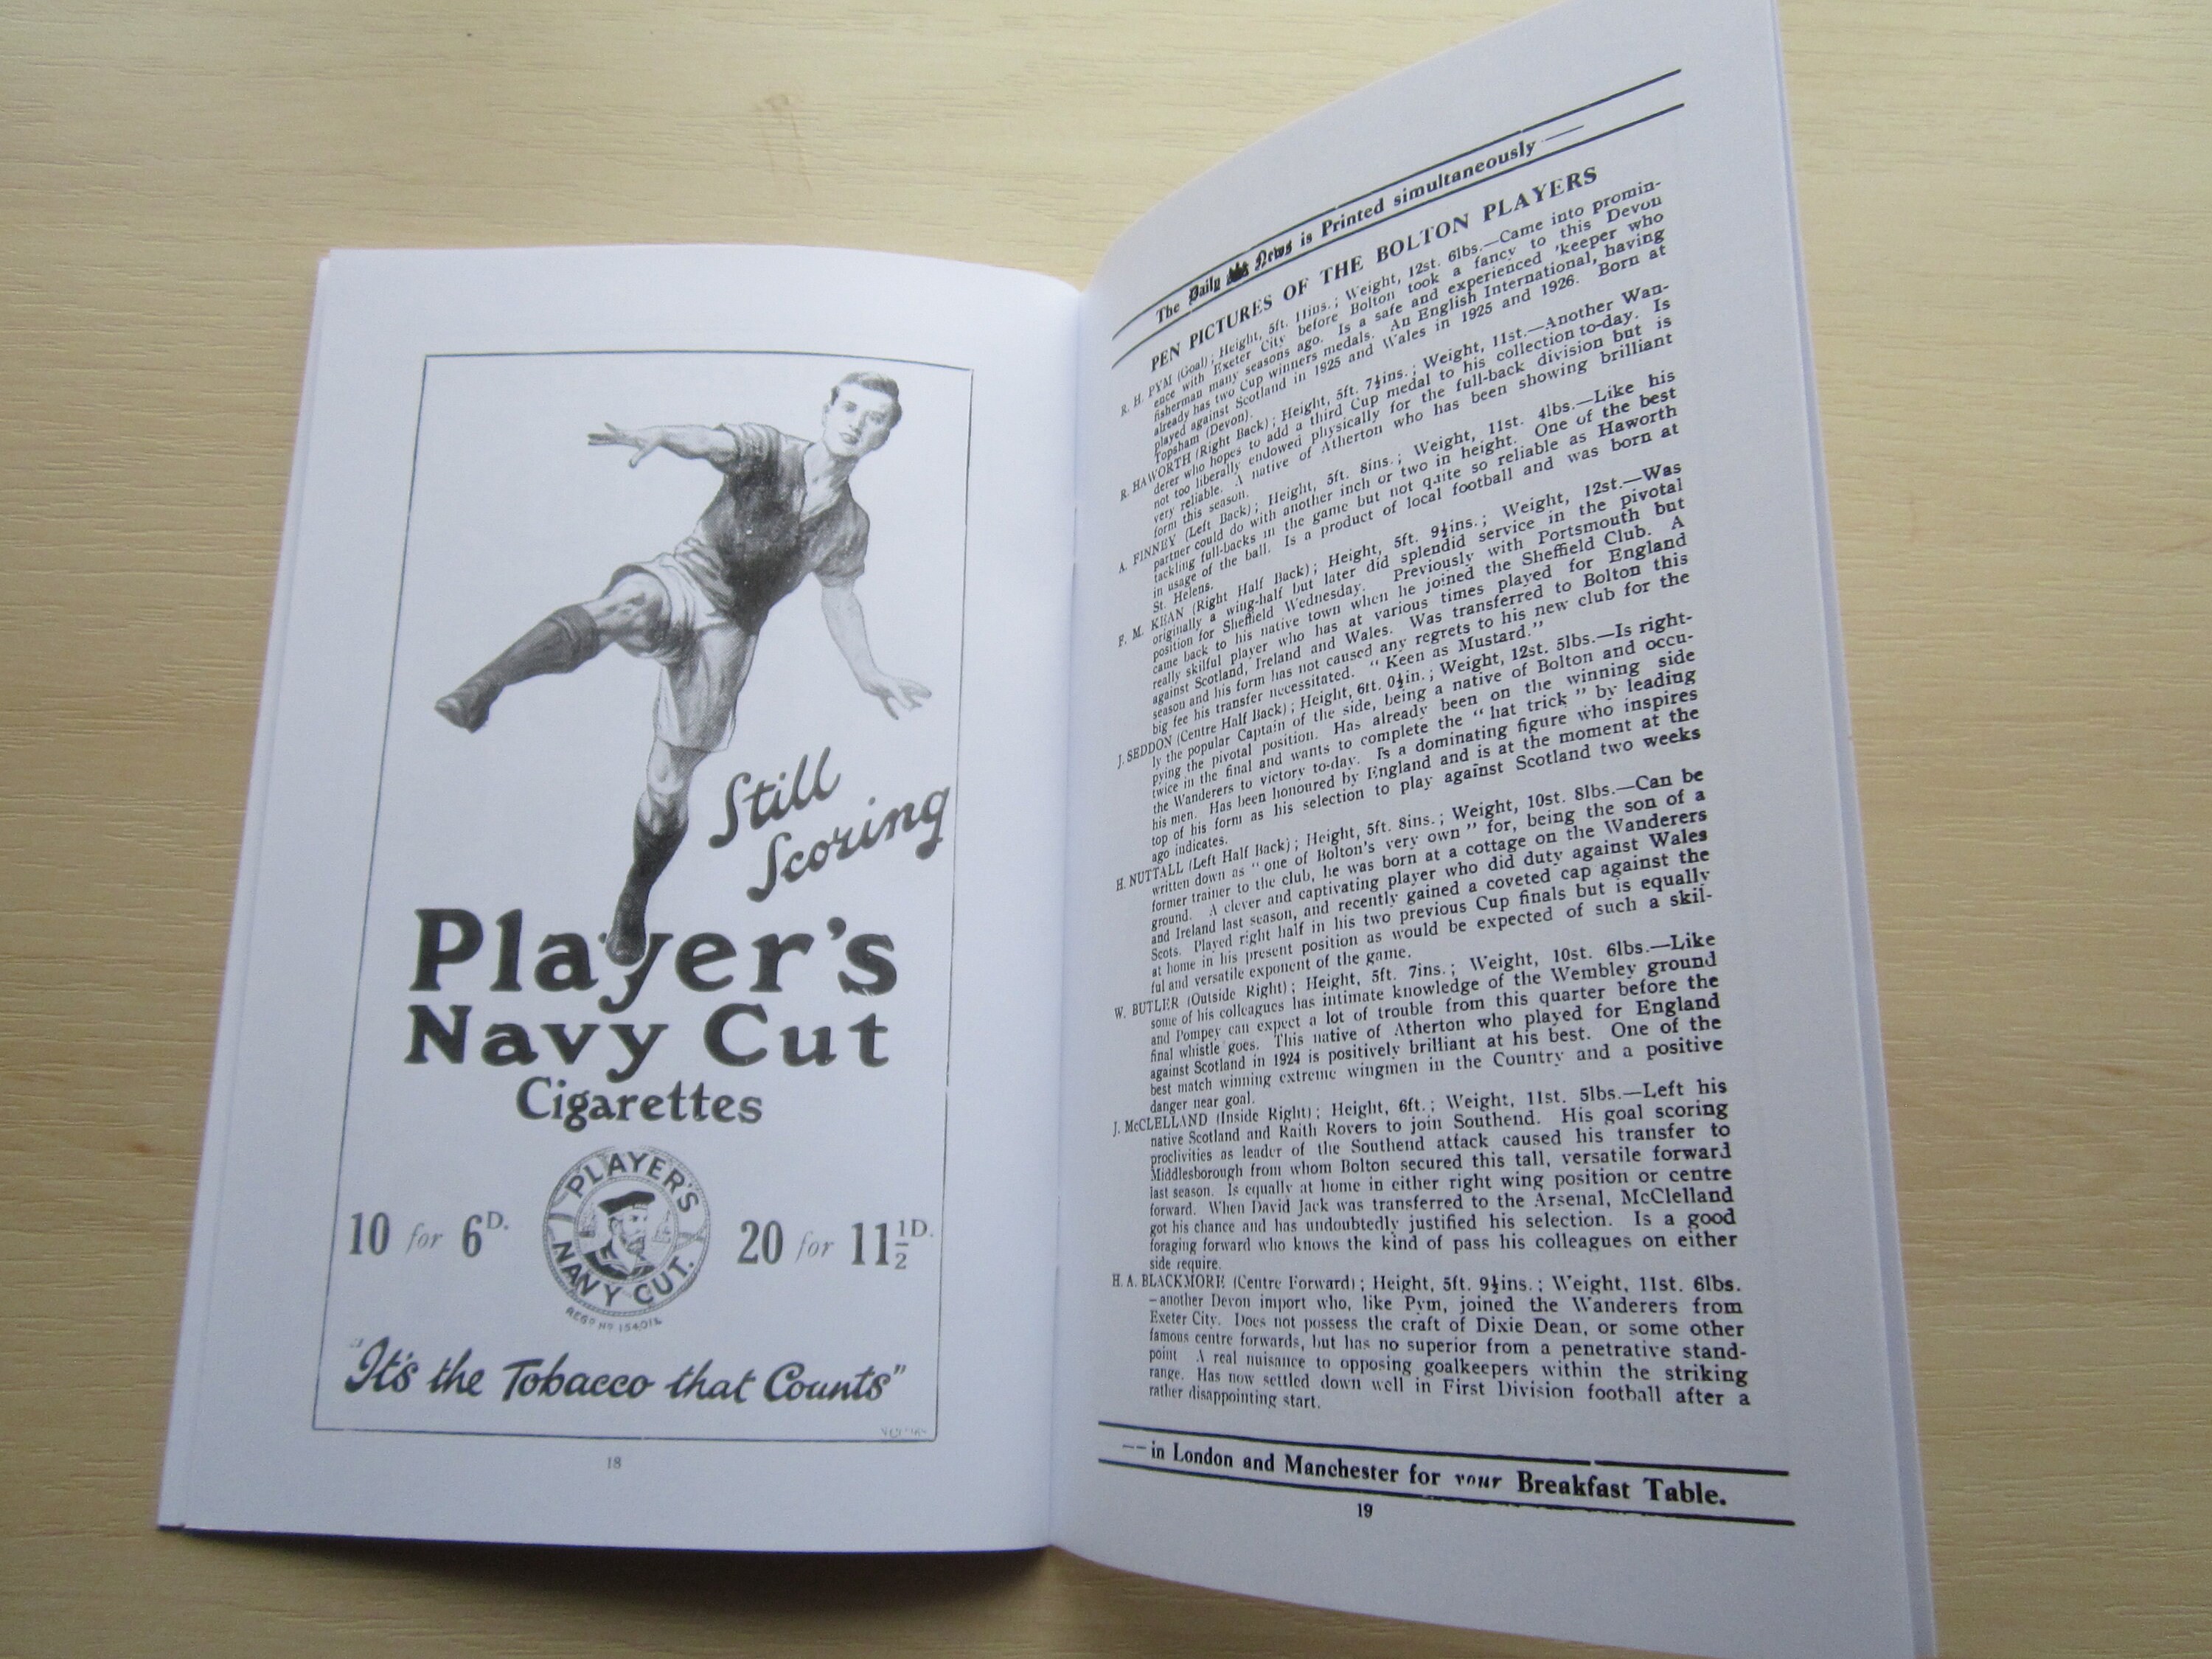 Still
Scoring
Player's
Navy Cut
Cigarettes
PLAYER'S
NAVY CUT.
REGD No 154011
10 for 6D.
20 for 11½D.
"It's the Tobacco that Counts"
18
The Daily News is Printed simultaneously —
PEN PICTURES OF THE BOLTON PLAYERS
R. H. PYM (Goal); Height, 5ft. 11ins.; Weight, 12st. 6lbs.—Came into promin-
ence with Exeter City before Bolton took a fancy to this Devon
fisherman many seasons ago. Is a safe and experienced 'keeper who
already has two Cup winners medals. An English International, having
played against Scotland in 1925 and Wales in 1925 and 1926. Born at
Topsham (Devon).
R. HAWORTH (Right Back); Height, 5ft. 7½ins.; Weight, 11st.—Another Wan-
derer who hopes to add a third Cup medal to his collection to-day. Is
not too liberally endowed physically for the full-back division but is
very reliable. A native of Atherton who has been showing brilliant
form this season.
A. FINNEY (Left Back); Height, 5ft. 8ins.; Weight, 11st. 4lbs.—Like his
partner could do with another inch or two in height. One of the best
tackling full-backs in the game but not quite so reliable as Haworth
in usage of the ball. Is a product of local football and was born at
St. Helens.
F. M. KEAN (Right Half Back); Height, 5ft. 9½ins.; Weight, 12st.—Was
originally a wing-half but later did splendid service in the pivotal
position for Sheffield Wednesday. Previously with Portsmouth but
came back to his native town when he joined the Sheffield Club. A
really skilful player who has at various times played for England
against Scotland, Ireland and Wales. Was transferred to Bolton this
season and his form has not caused any regrets to his new club for the
big fee his transfer necessitated. "Keen as Mustard."
J. SEDDON (Centre Half Back); Height, 6ft. 0½in.; Weight, 12st. 5lbs.—Is right-
ly the popular Captain of the side, being a native of Bolton and occu-
pying the pivotal position. Has already been on the winning side
twice in the final and wants to complete the "hat trick" by leading
the Wanderers to victory to-day. Is a dominating figure who inspires
his men. Has been honoured by England and is at the moment at the
top of his form as his selection to play against Scotland two weeks
ago indicates.
H. NUTTALL (Left Half Back); Height, 5ft. 8ins.; Weight, 10st. 8lbs.—Can be
written down as "one of Bolton's very own" for, being the son of a
former trainer to the club, he was born at a cottage on the Wanderers
ground. A clever and captivating player who did duty against Wales
and Ireland last season, and recently gained a coveted cap against the
Scots. Played right half in his two previous Cup finals but is equally
at home in his present position as would be expected of such a skil-
ful and versatile exponent of the game.
W. BUTLER (Outside Right); Height, 5ft. 7ins.; Weight, 10st. 6lbs.—Like
some of his colleagues has intimate knowledge of the Wembley ground
and Pompey can expect a lot of trouble from this quarter before the
final whistle goes. This native of Atherton who played for England
against Scotland in 1924 is positively brilliant at his best. One of the
best match winning extreme wingmen in the Country and a positive
danger near goal.
J. McCLELLAND (Inside Right); Height, 6ft.; Weight, 11st. 5lbs.—Left his
native Scotland and Raith Rovers to join Southend. His goal scoring
proclivities as leader of the Southend attack caused his transfer to
Middlesborough from whom Bolton secured this tall, versatile forward
last season. Is equally at home in either right wing position or centre
forward. When David Jack was transferred to the Arsenal, McClelland
got his chance and has undoubtedly justified his selection. Is a good
foraging forward who knows the kind of pass his colleagues on either
side require.
H. A. BLACKMORE (Centre Forward); Height, 5ft. 9½ins.; Weight, 11st. 6lbs.
—another Devon import who, like Pym, joined the Wanderers from
Exeter City. Does not possess the craft of Dixie Dean, or some other
famous centre forwards, but has no superior from a penetrative stand-
point A real nuisance to opposing goalkeepers within the striking
range. Has now settled down well in First Division football after a
rather disappointing start.
—in London and Manchester for your Breakfast Table.
19